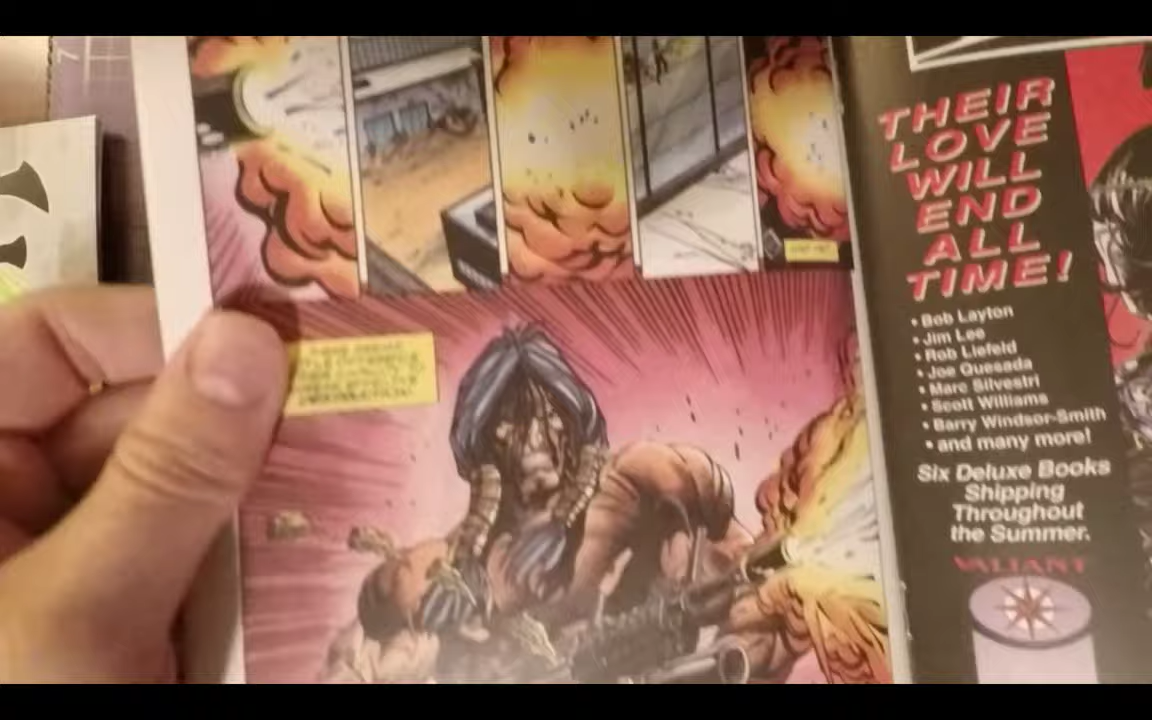 THEIR
LOVE
WILL
END
ALL
TIME!
• Bob Layton
• Jim Lee
• Rob Liefeld
• Joe Quesada
• Marc Silvestri
• Scott Williams
• Barry Windsor-Smith
• and many more!
Six Deluxe Books
Shipping
Throughout
the Summer.
VALIANT